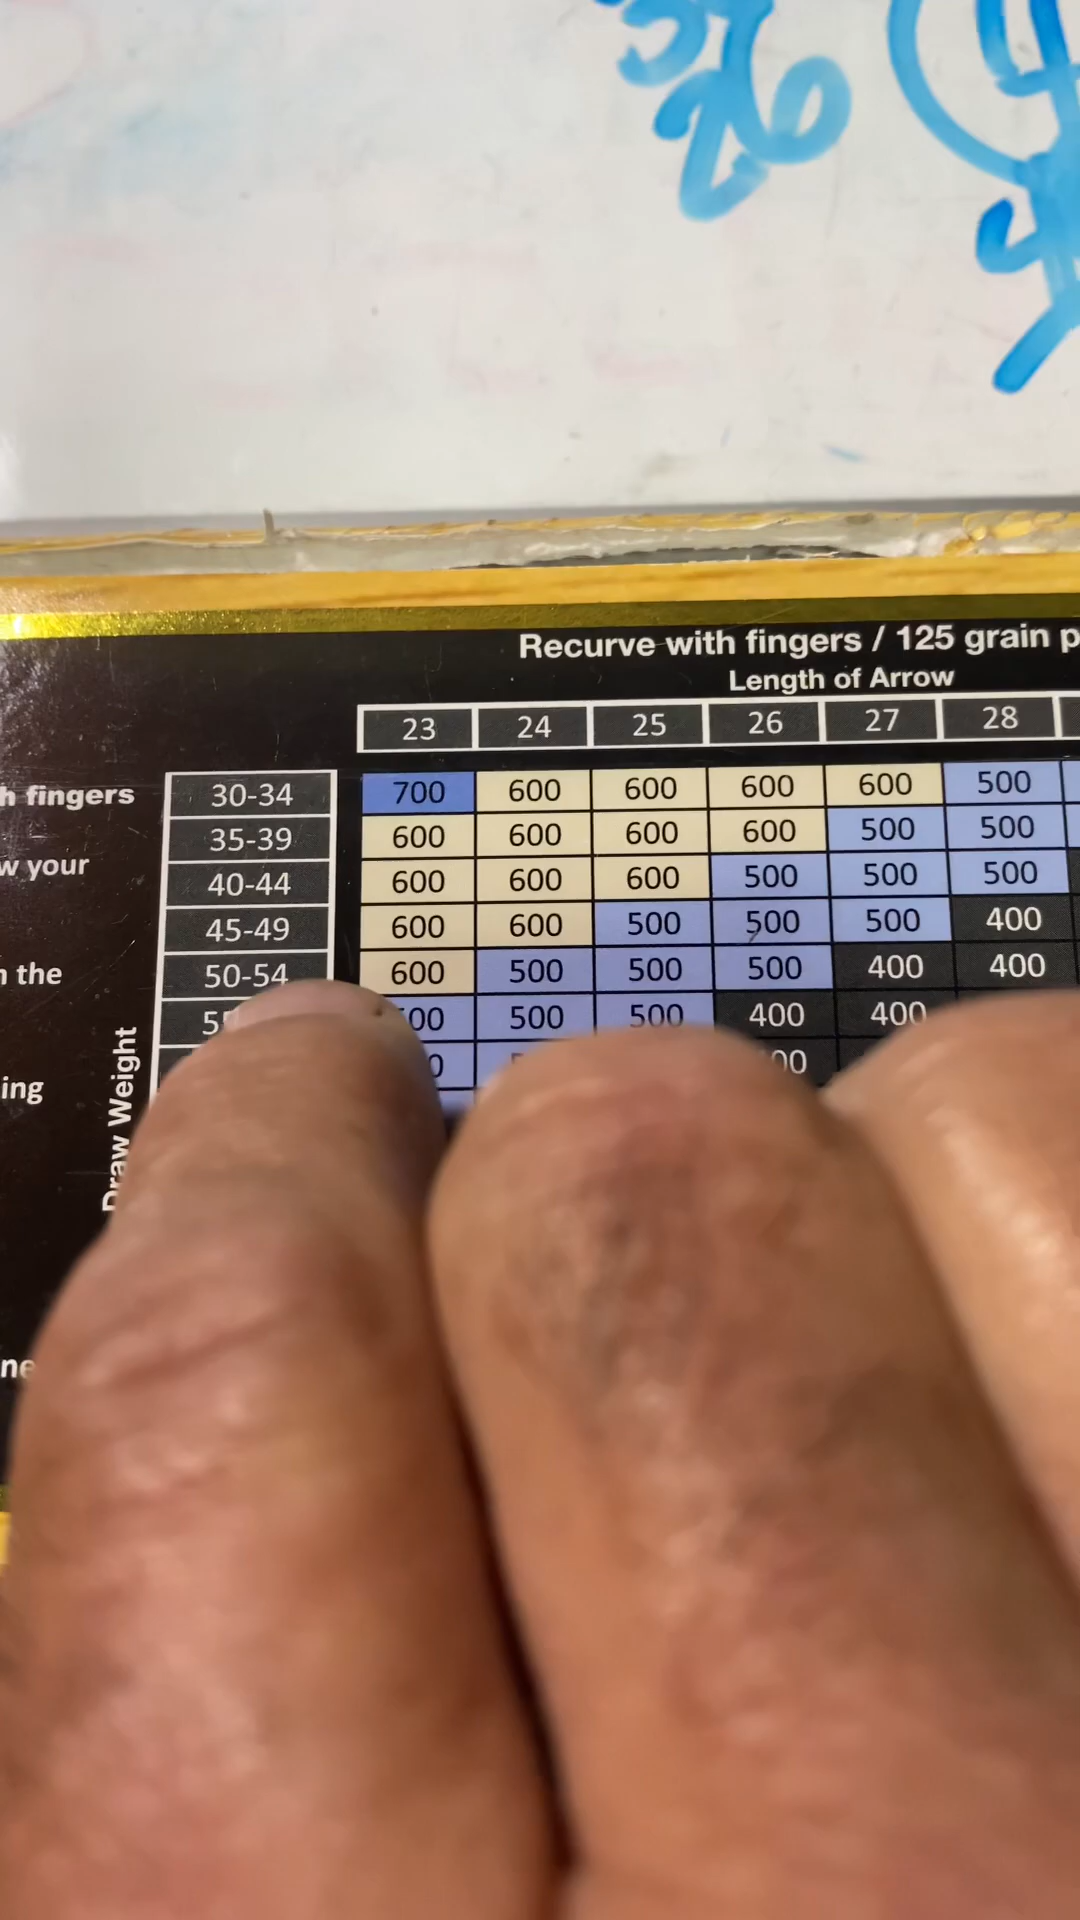 26
Recurve with fingers / 125 grain
Length of Arrow
23 24 25 26 27 28
fingers 30-34 700 600 600 600 600 500
35-39 600 600 600 600 500 500
your
40-44 600 600 600 500 500 500
45-49 600 600 500 500 500 400
the 50-54 600 500 500 500 400 400
500 500 400 400
ing
Draw Weight
ne